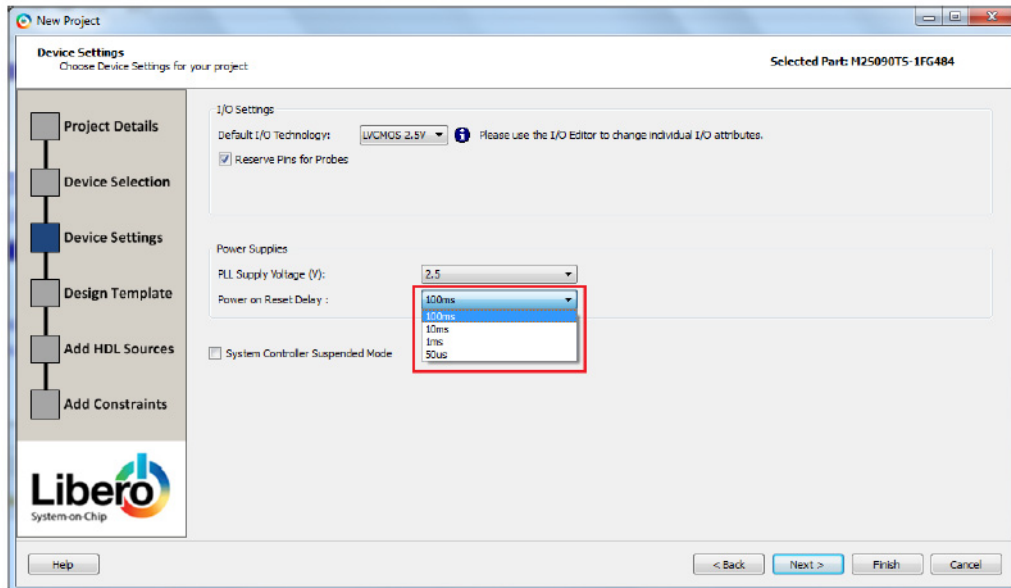 New Project
Device Settings
Choose Device Settings for your project
Selected Part: M2S090TS-1FG484
Project Details
Device Selection
Device Settings
Design Template
Add HDL Sources
Add Constraints
Libero
System-on-Chip
I/O Settings
Default I/O Technology: LVCMOS 2.5V Please use the I/O Editor to change individual I/O attributes.
Reserve Pins for Probes
Power Supplies
PLL Supply Voltage (V): 2.5
Power on Reset Delay : 100ms
100ms
10ms
1ms
50us
System Controller Suspended Mode
Help
< Back Next > Finish Cancel